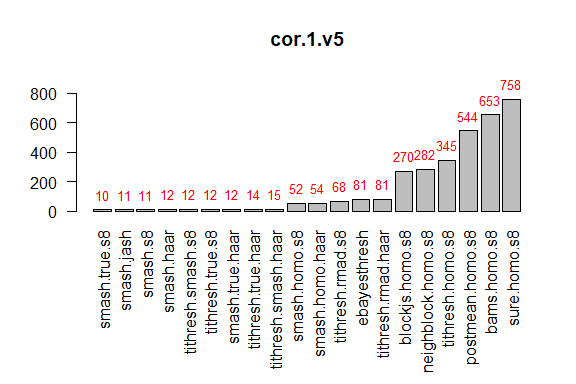 cor.1.v5
800
600
400
200
0
10
11
11
12
12
12
12
14
15
52
54
68
81
81
270
282
345
544
653
758
smash.true.s8
smash.jash
smash.s8
smash.haar
tithresh.smash.s8
tithresh.true.s8
smash.true.haar
tithresh.true.haar
tithresh.smash.haar
smash.homo.s8
smash.homo.haar
tithresh.rmad.s8
ebayesthresh
tithresh.rmad.haar
blockjs.homo.s8
neighblock.homo.s8
tithresh.homo.s8
postmean.homo.s8
bams.homo.s8
sure.homo.s8